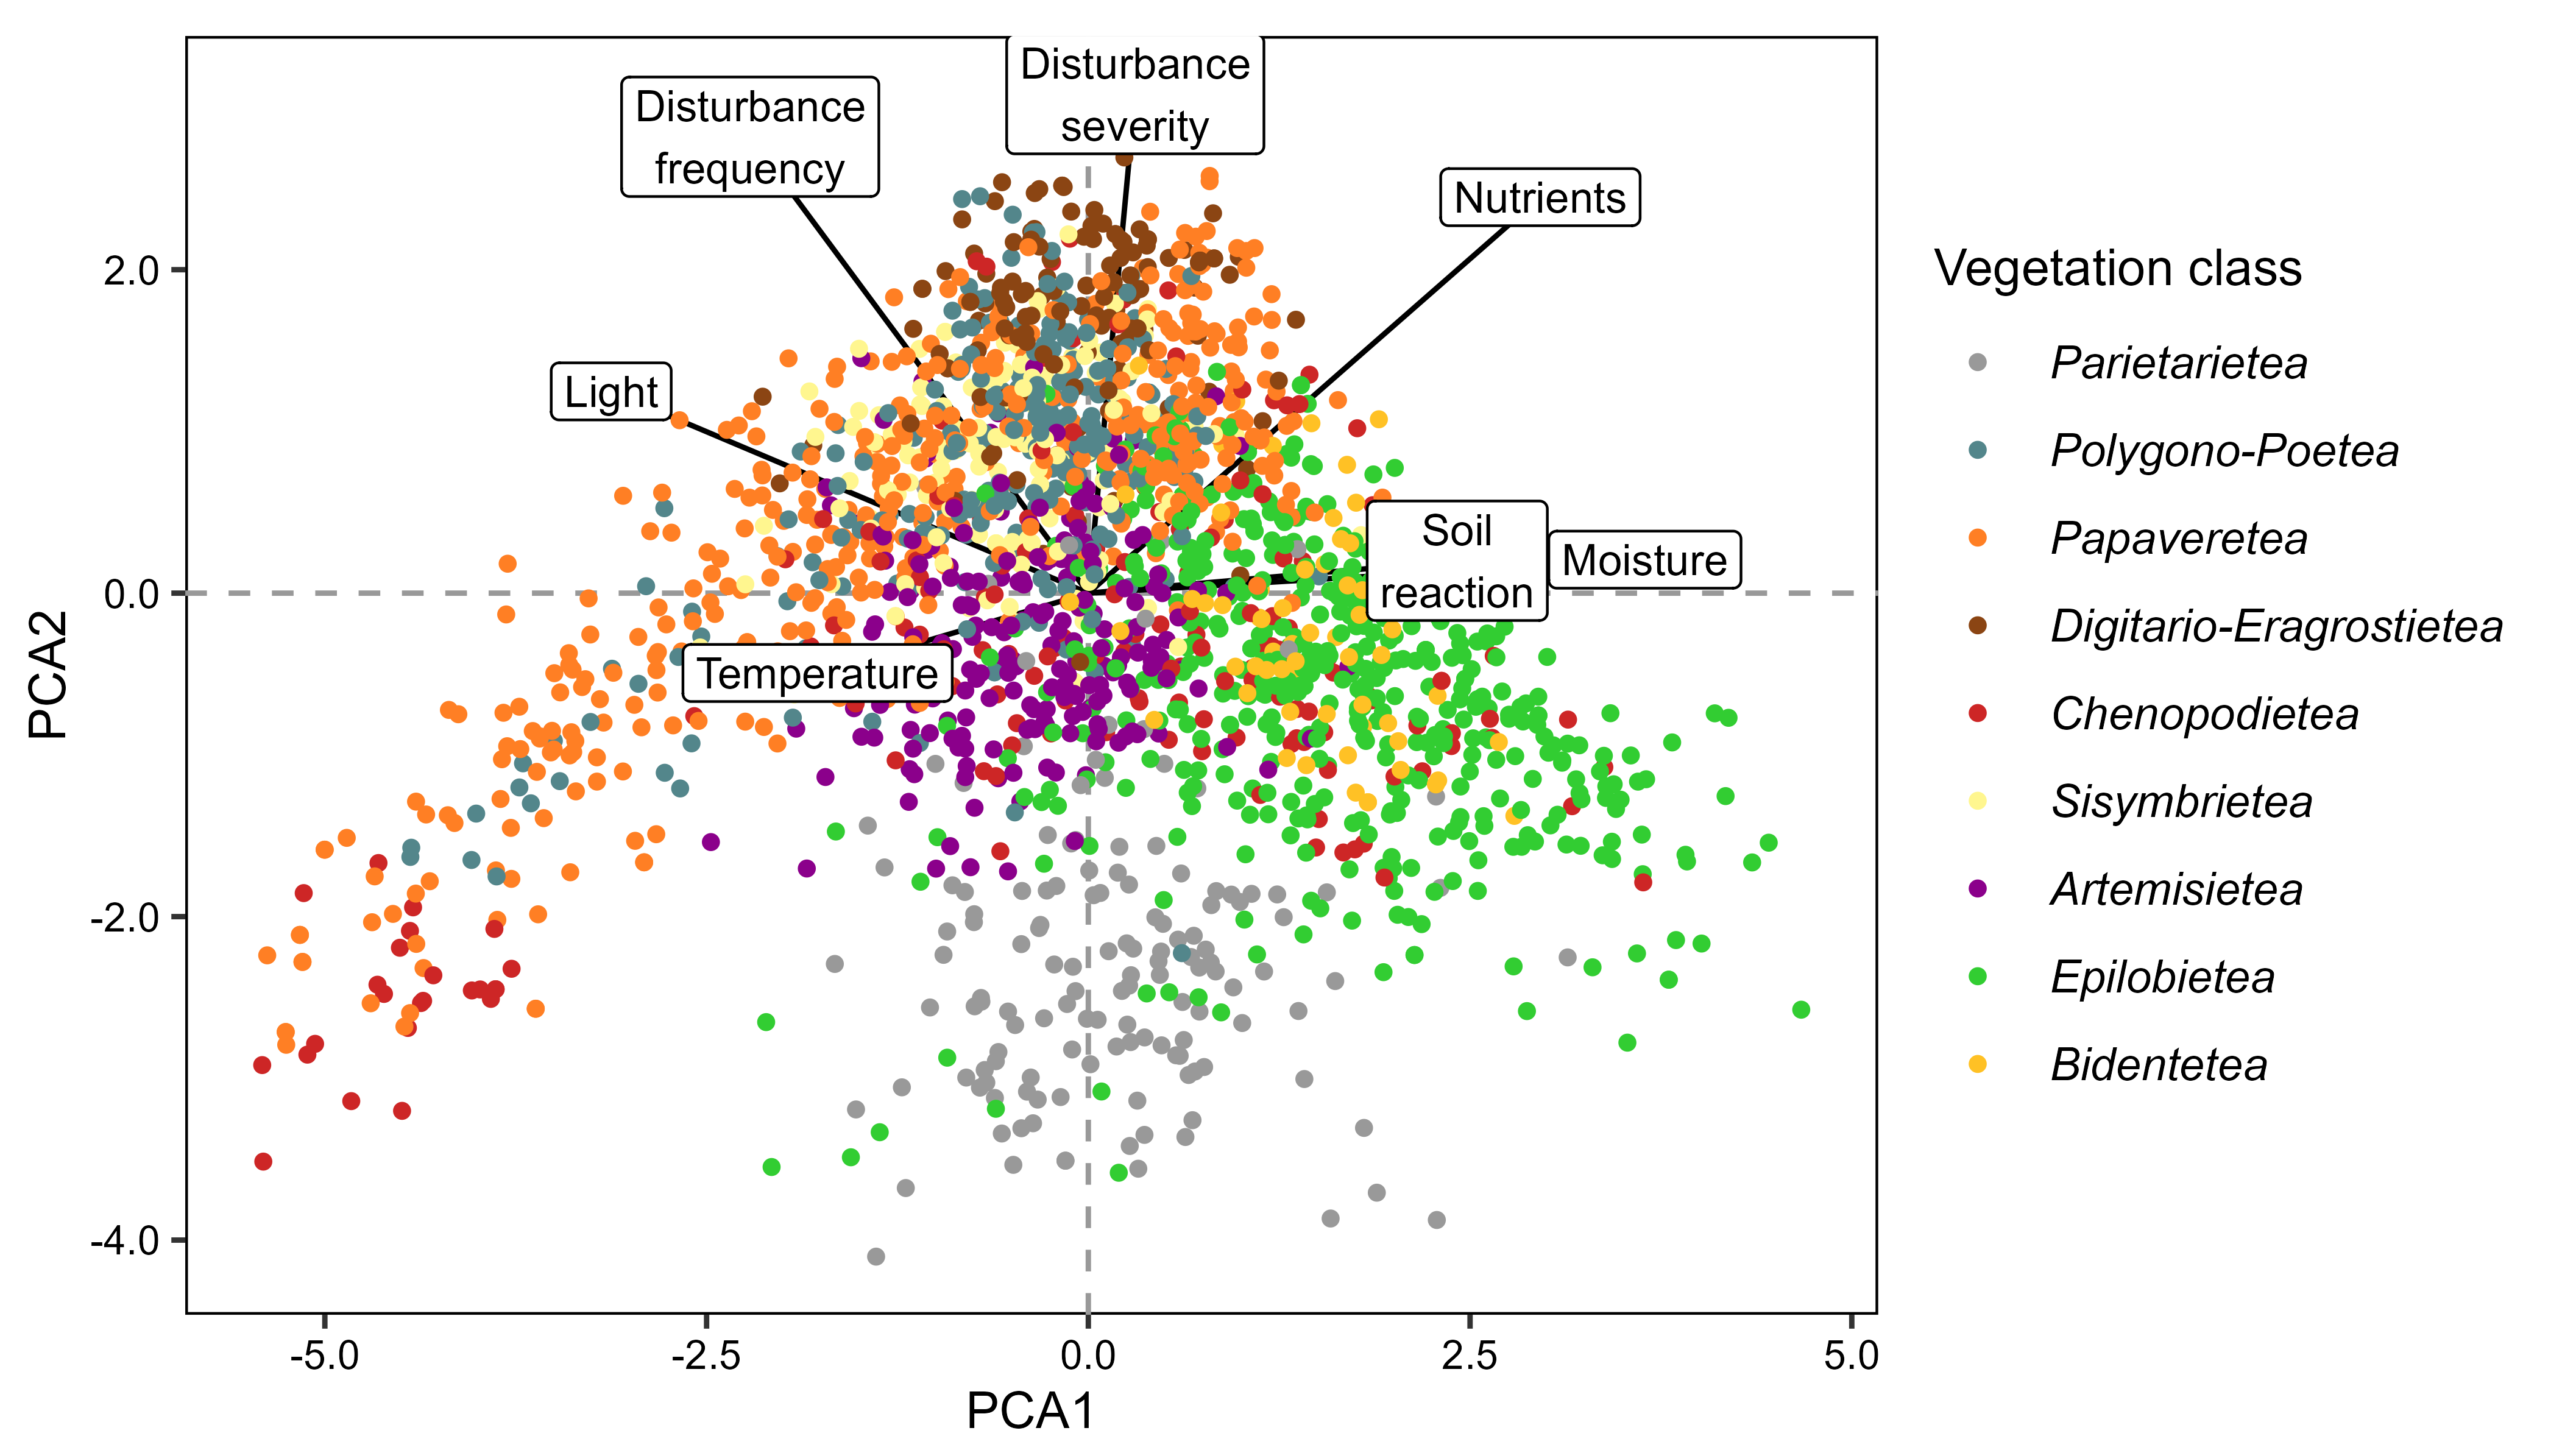 Disturbance
severity
Disturbance
frequency
Nutrients
Light
Soil
reaction
Moisture
Temperature
2.0
0.0
-2.0
-4.0
PCA2
-5.0
-2.5
0.0
2.5
5.0
PCA1
Vegetation class
Parietarietea
Polygono-Poetea
Papaveretea
Digitario-Eragrostietea
Chenopodietea
Sisymbrietea
Artemisietea
Epilobietea
Bidentetea